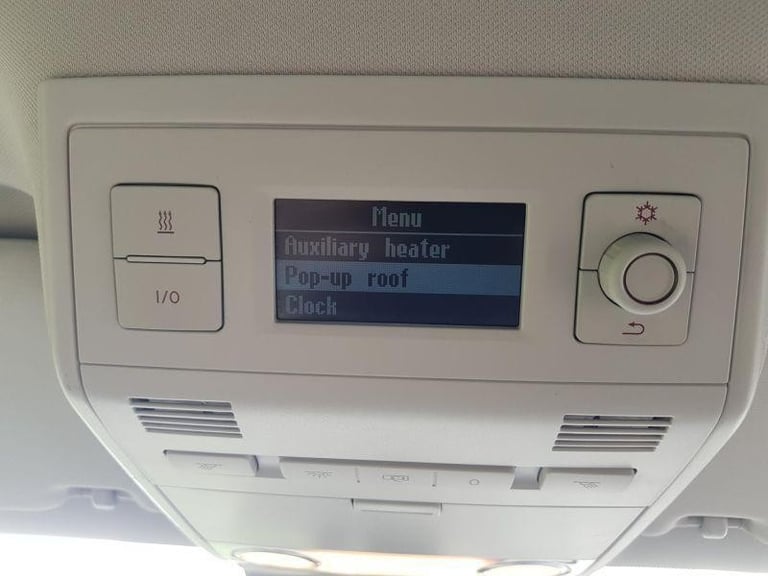 Menu
Auxiliary heater
Pop-up roof
Clock
I/O
O